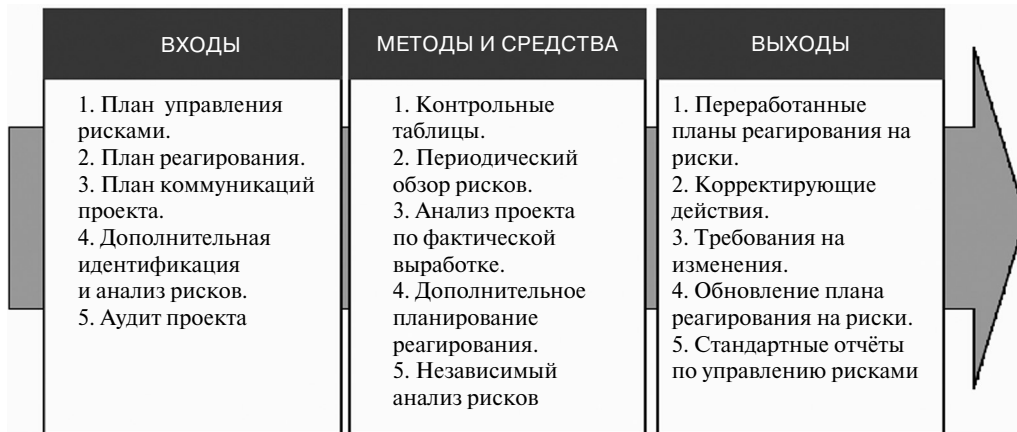 ВХОДЫ
1. План управления
рисками.
2. План реагирования.
3. План коммуникаций
проекта.
4. Дополнительная
идентификация
и анализ рисков.
5. Аудит проекта
МЕТОДЫ И СРЕДСТВА
1. Контрольные
таблицы.
2. Периодический
обзор рисков.
3. Анализ проекта
по фактической
выработке.
4. Дополнительное
планирование
реагирования.
5. Независимый
анализ рисков
ВЫХОДЫ
1. Переработанные
планы реагирования на
риски.
2. Корректирующие
действия.
3. Требования на
изменения.
4. Обновление плана
реагирования на риски.
5. Стандартные отчёты
по управлению рисками